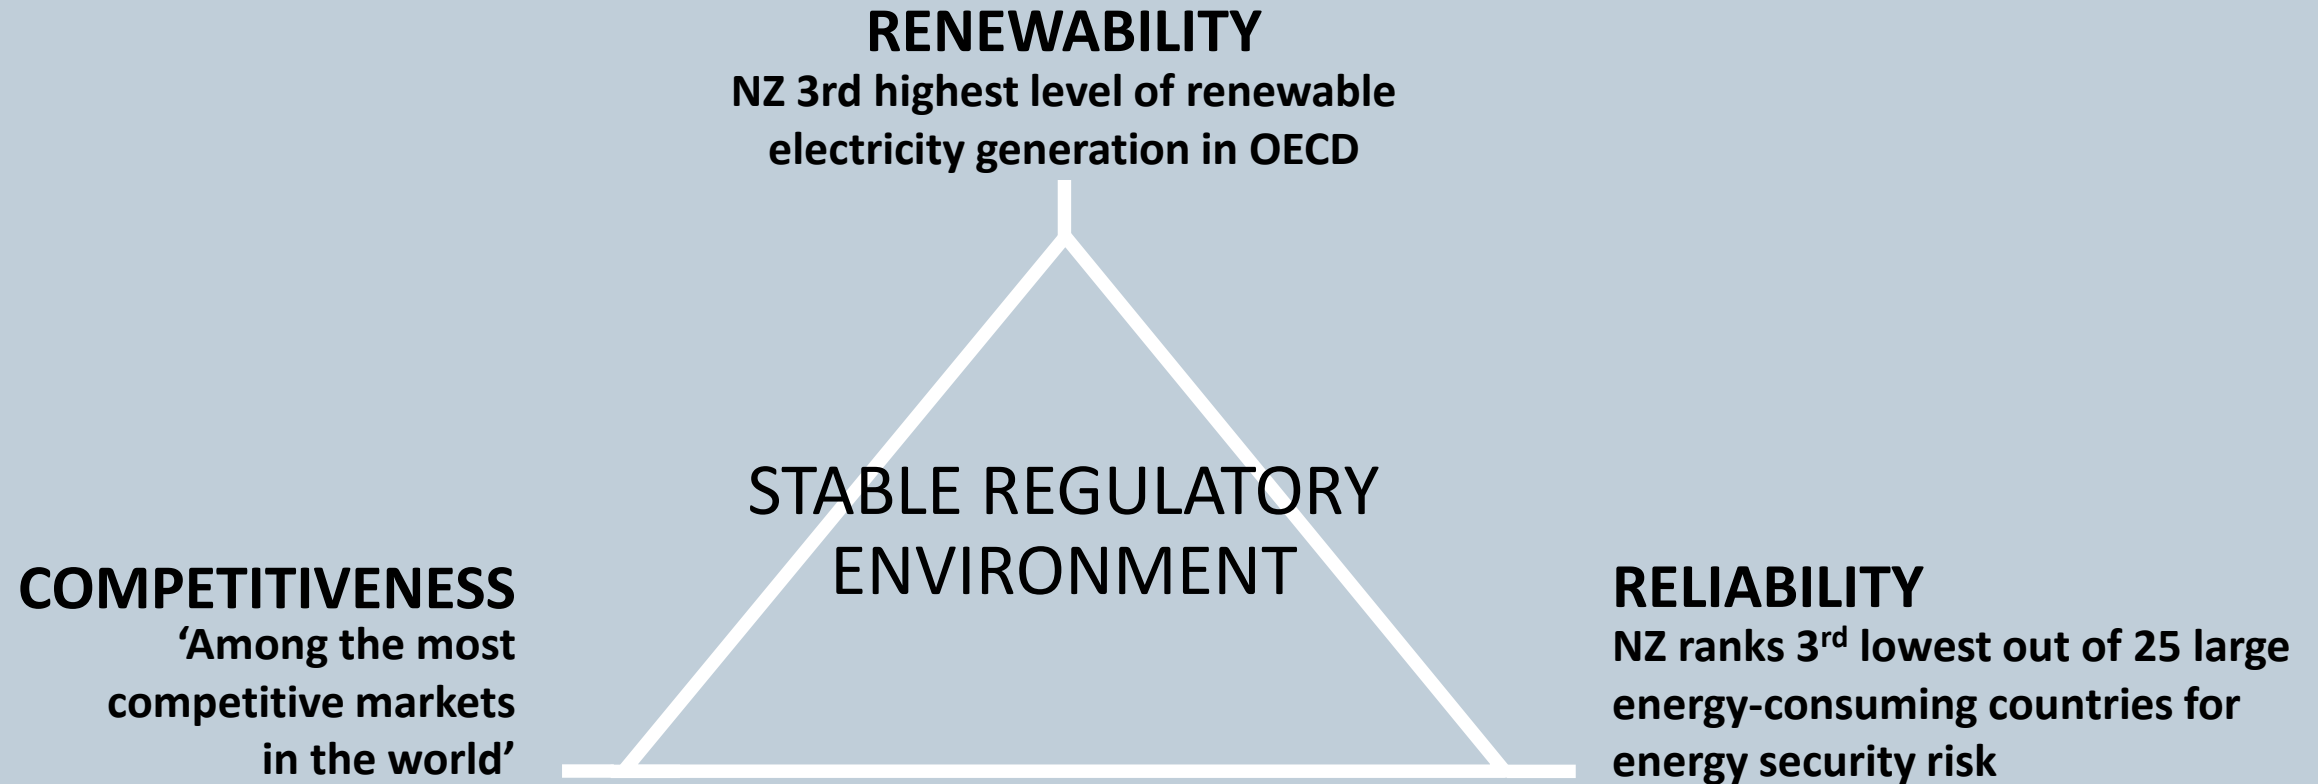 RENEWABILITY
NZ 3rd highest level of renewable
electricity generation in OECD
STABLE REGULATORY
ENVIRONMENT
COMPETITIVENESS
‘Among the most
competitive markets
in the world’
RELIABILITY
NZ ranks 3rd lowest out of 25 large
energy-consuming countries for
energy security risk